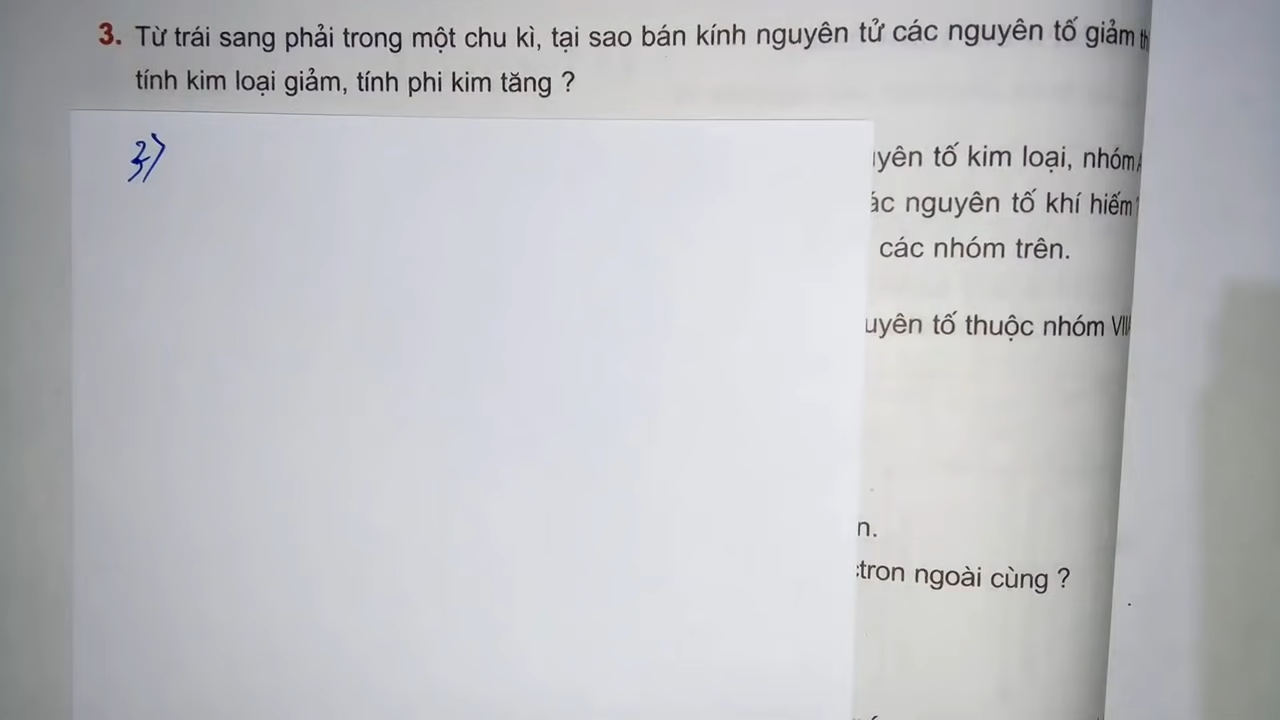 3. Từ trái sang phải trong một chu kì, tại sao bán kính nguyên tử các nguyên tố giảm
tính kim loại giảm, tính phi kim tăng ?
3)
yên tố kim loại, nhóm
ác nguyên tố khí hiếm
các nhóm trên.
uyên tố thuộc nhóm VII
n.
tron ngoài cùng ?